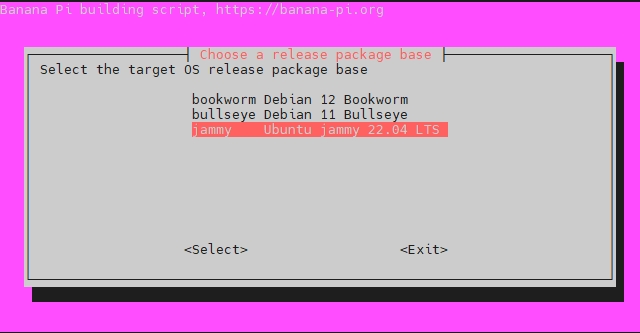 Banana Pi building script, https://banana-pi.org
Choose a release package base
Select the target OS release package base
bookworm Debian 12 Bookworm
bullseye Debian 11 Bullseye
jammy    Ubuntu jammy 22.04 LTS
<Select>                   <Exit>